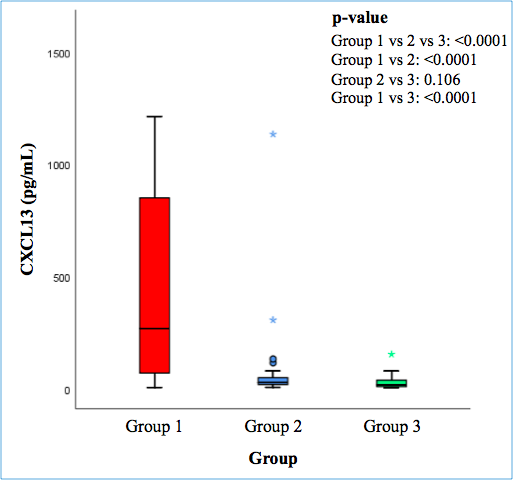 p-value
Group 1 vs 2 vs 3: <0.0001
Group 1 vs 2: <0.0001
Group 2 vs 3: 0.106
Group 1 vs 3: <0.0001
1500
1000
500
0
CXCL13 (pg/mL)
Group 1
Group 2
Group 3
Group